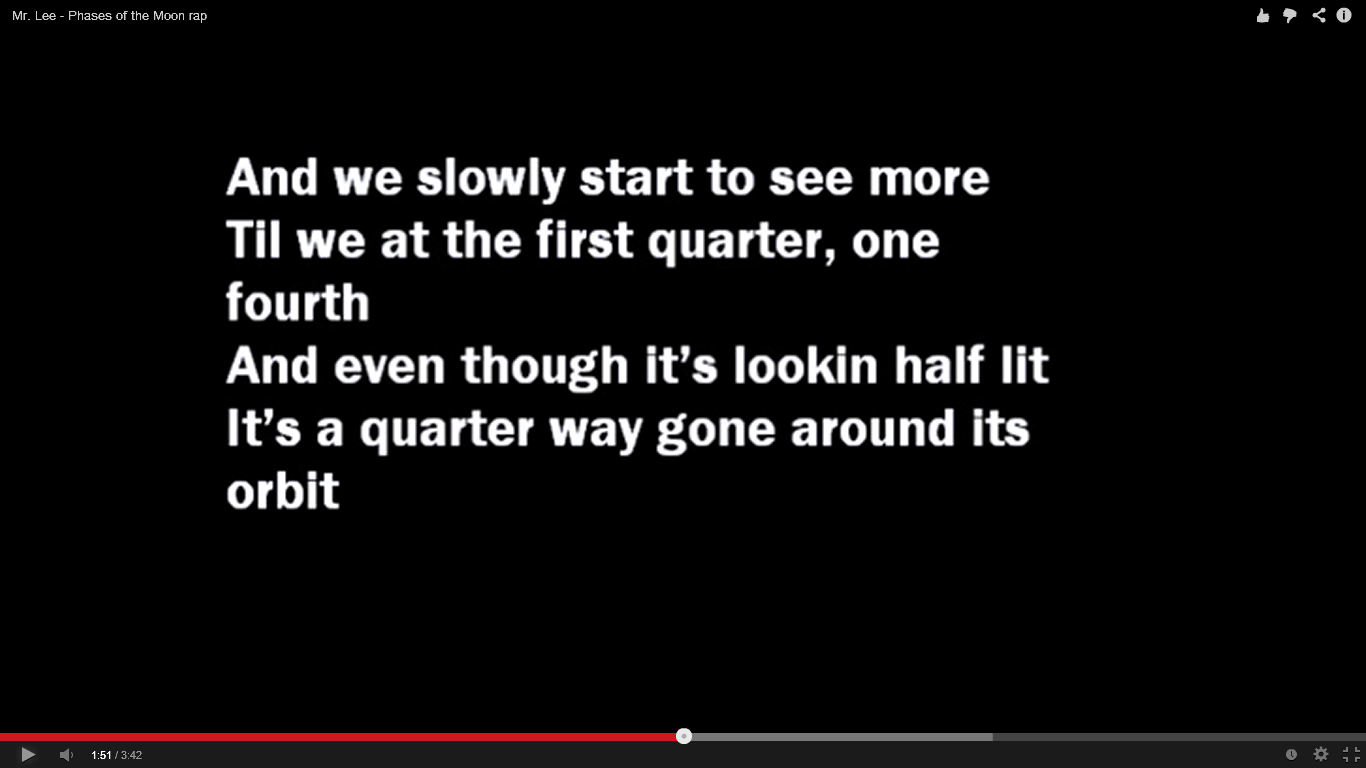 Mr. Lee - Phases of the Moon rap
And we slowly start to see more
Til we at the first quarter, one
fourth
And even though it’s lookin half lit
It’s a quarter way gone around its
orbit
1:51 / 3:42